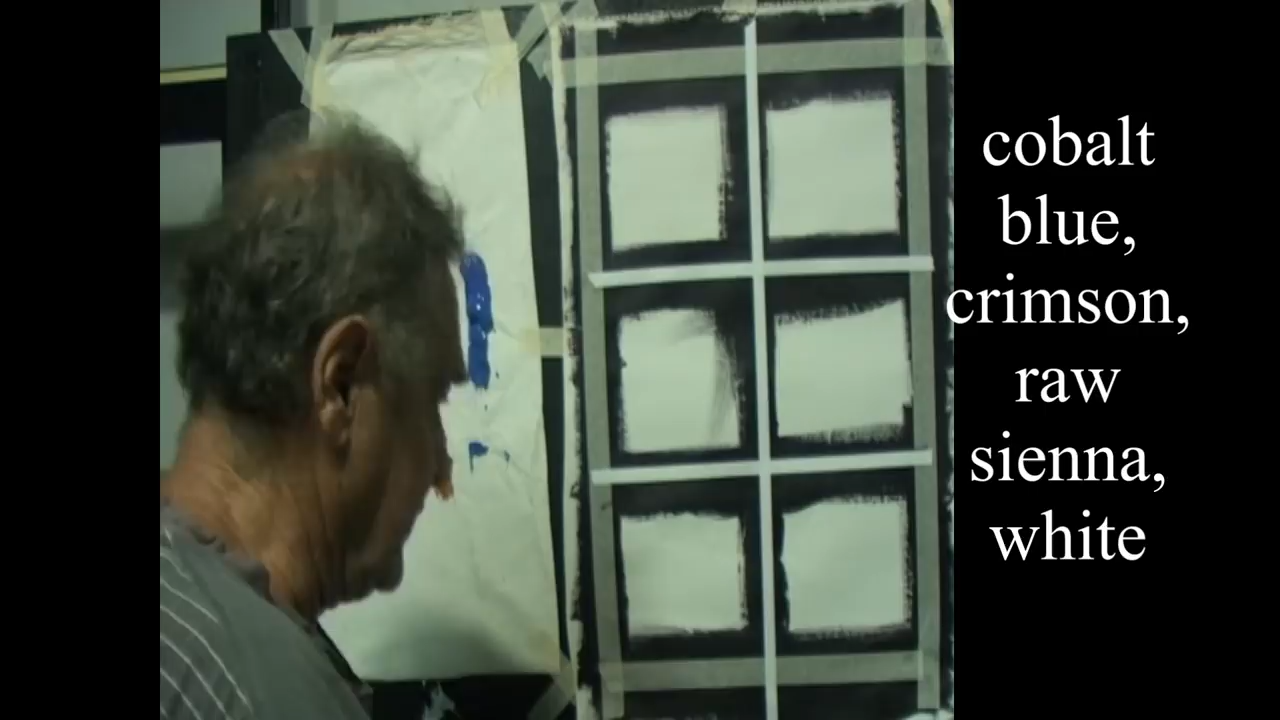 cobalt
blue,
crimson,
raw
sienna,
white